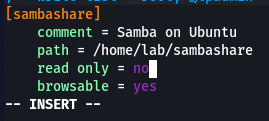 [sambashare]
comment = Samba on Ubuntu
path = /home/lab/sambashare
read only = no
browsable = yes
-- INSERT --